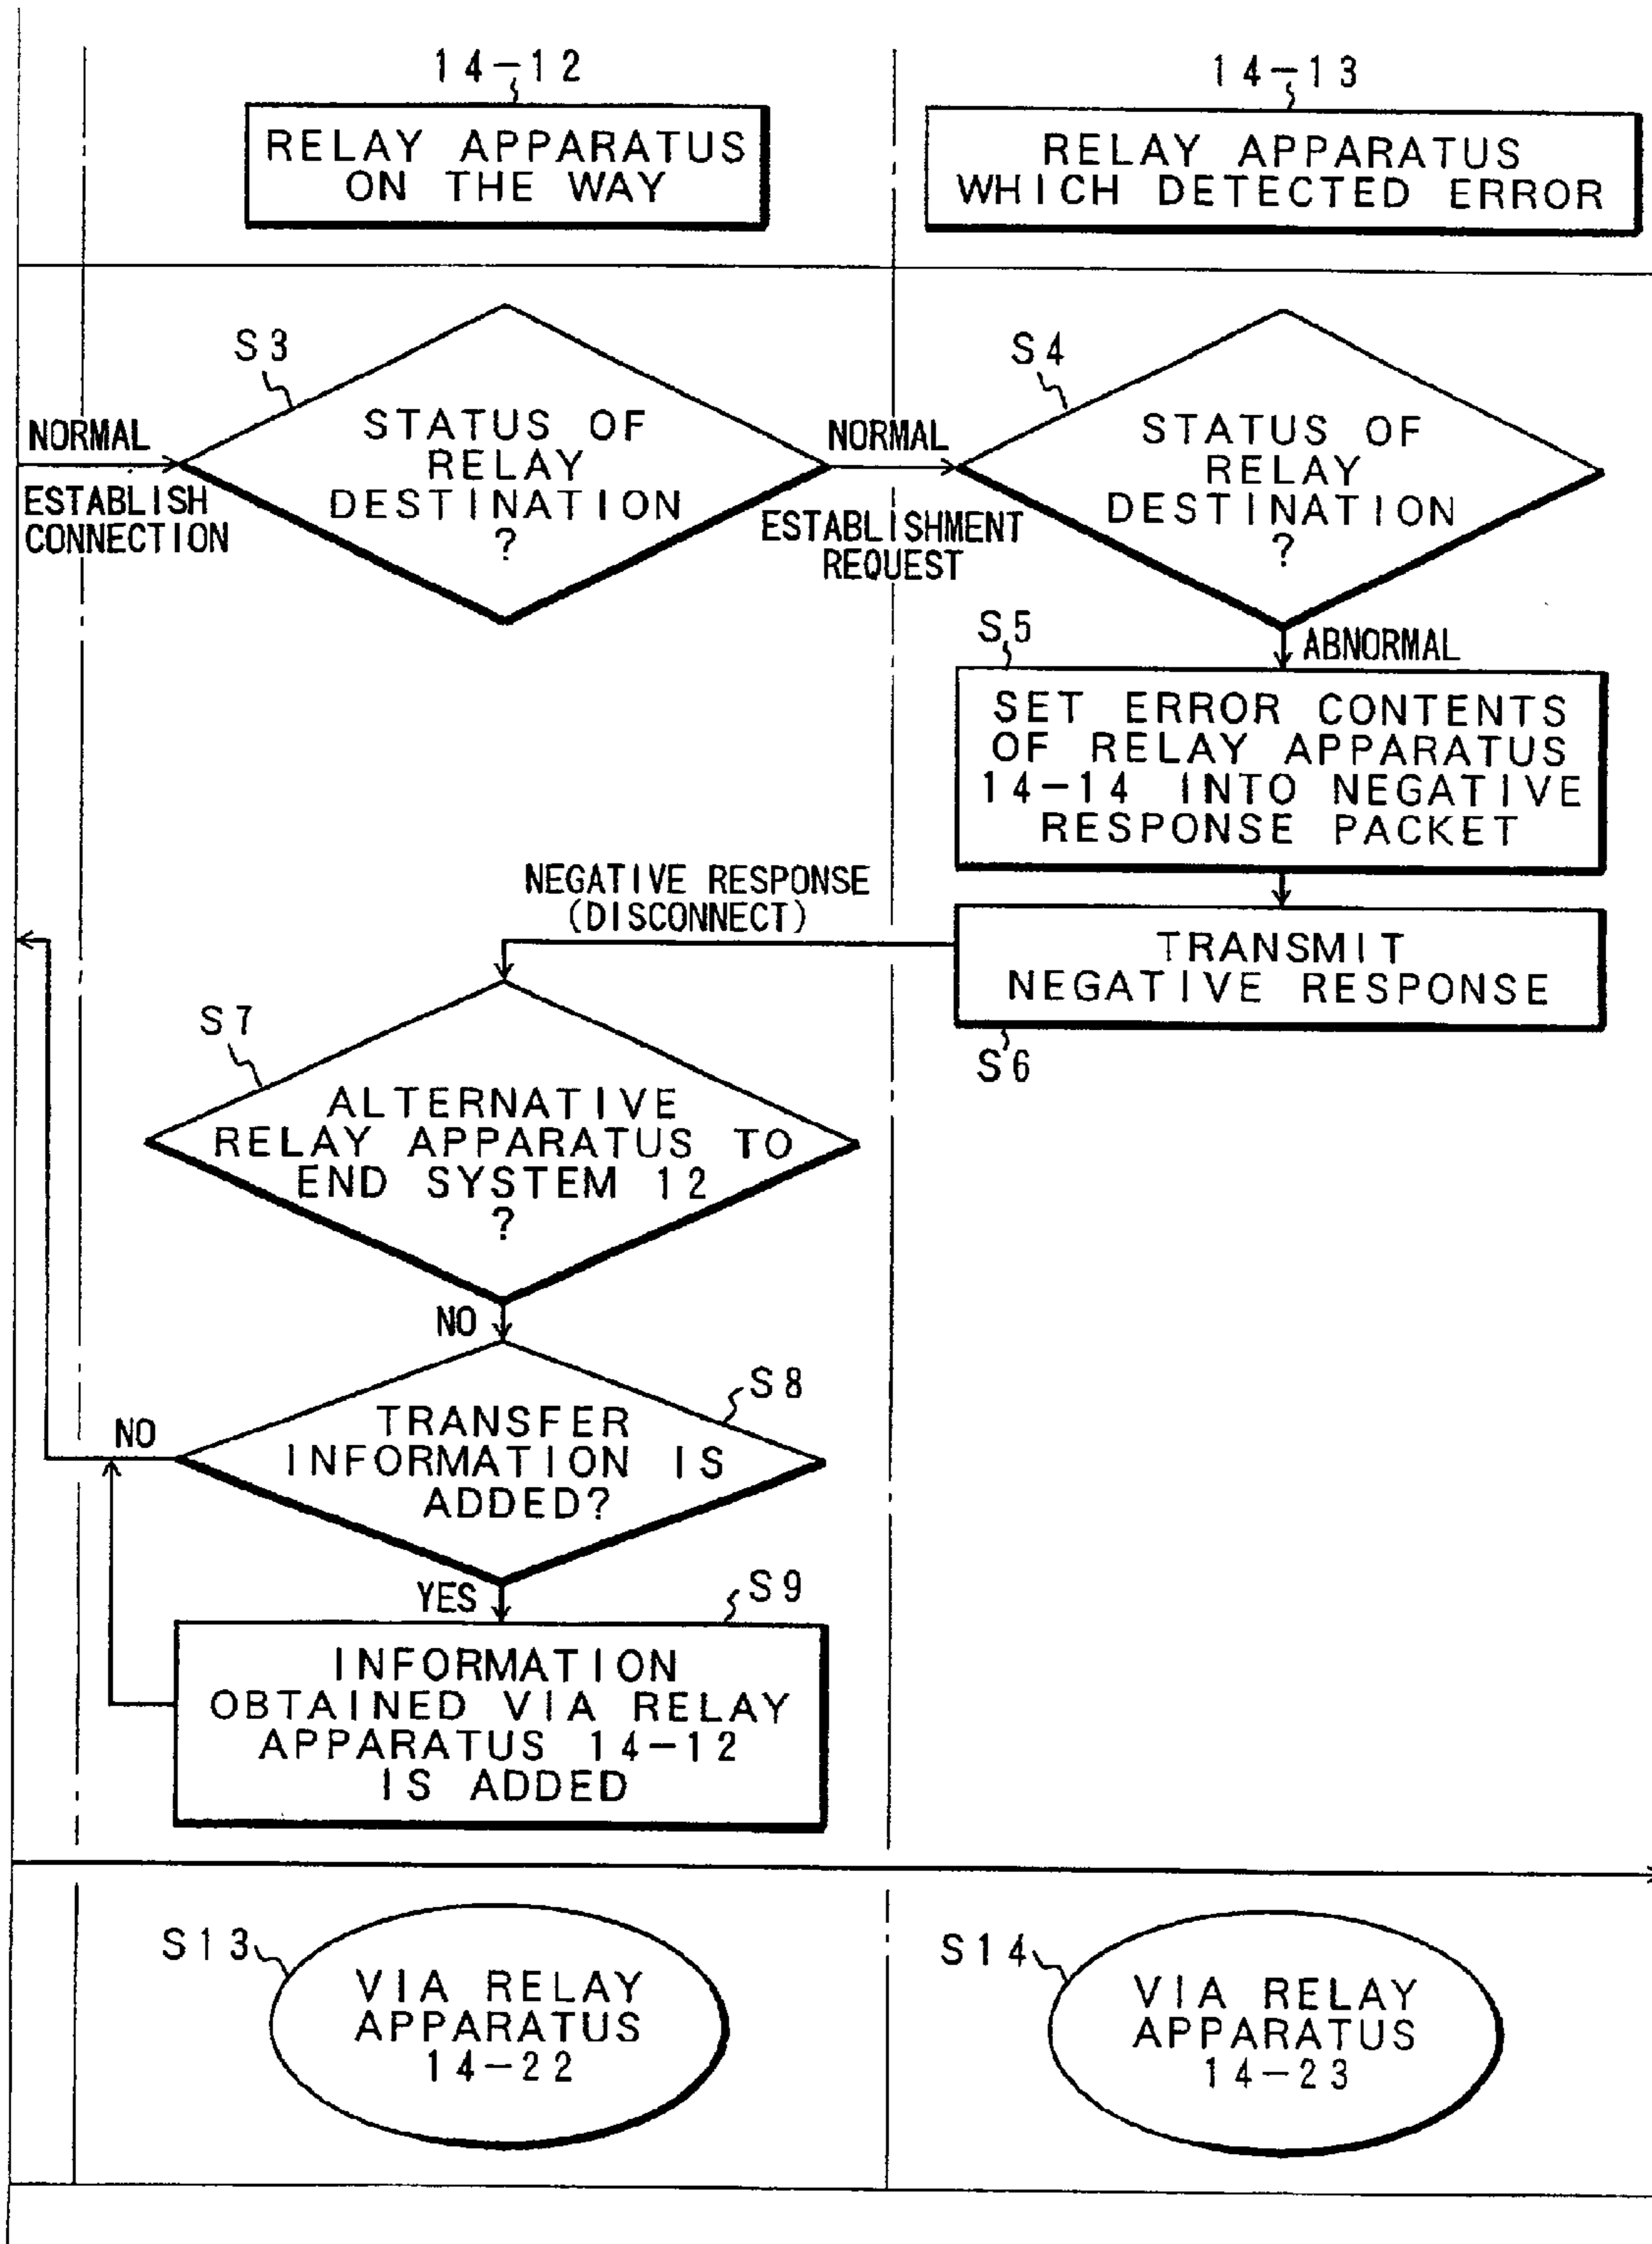 14-12
RELAY APPARATUS
ON THE WAY
14-13
RELAY APPARATUS
WHICH DETECTED ERROR
S3
NORMAL
ESTABLISH
CONNECTION
STATUS OF
RELAY
DESTINATION
?
NORMAL
ESTABLISHMENT
REQUEST
S4
STATUS OF
RELAY
DESTINATION
?
ABNORMAL
S5
SET ERROR CONTENTS
OF RELAY APPARATUS
14-14 INTO NEGATIVE
RESPONSE PACKET
NEGATIVE RESPONSE
(DISCONNECT)
TRANSMIT
NEGATIVE RESPONSE
S6
S7
ALTERNATIVE
RELAY APPARATUS TO
END SYSTEM 12
?
NO
S8
TRANSFER
INFORMATION IS
ADDED?
NO
YES
S9
INFORMATION
OBTAINED VIA RELAY
APPARATUS 14-12
IS ADDED
S13
VIA RELAY
APPARATUS
14-22
S14
VIA RELAY
APPARATUS
14-23